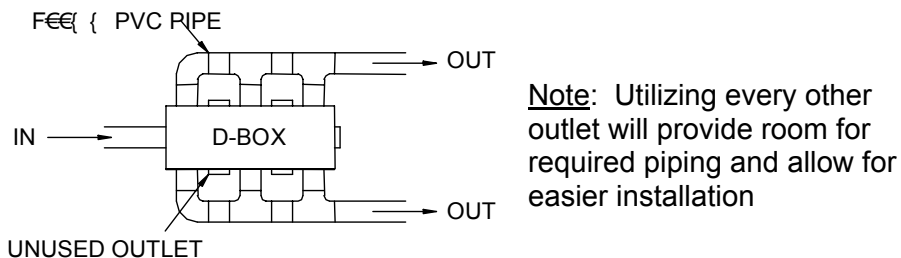 F€€{ { PVC PIPE
OUT
IN
D-BOX
Note: Utilizing every other
outlet will provide room for
required piping and allow for
easier installation
OUT
UNUSED OUTLET